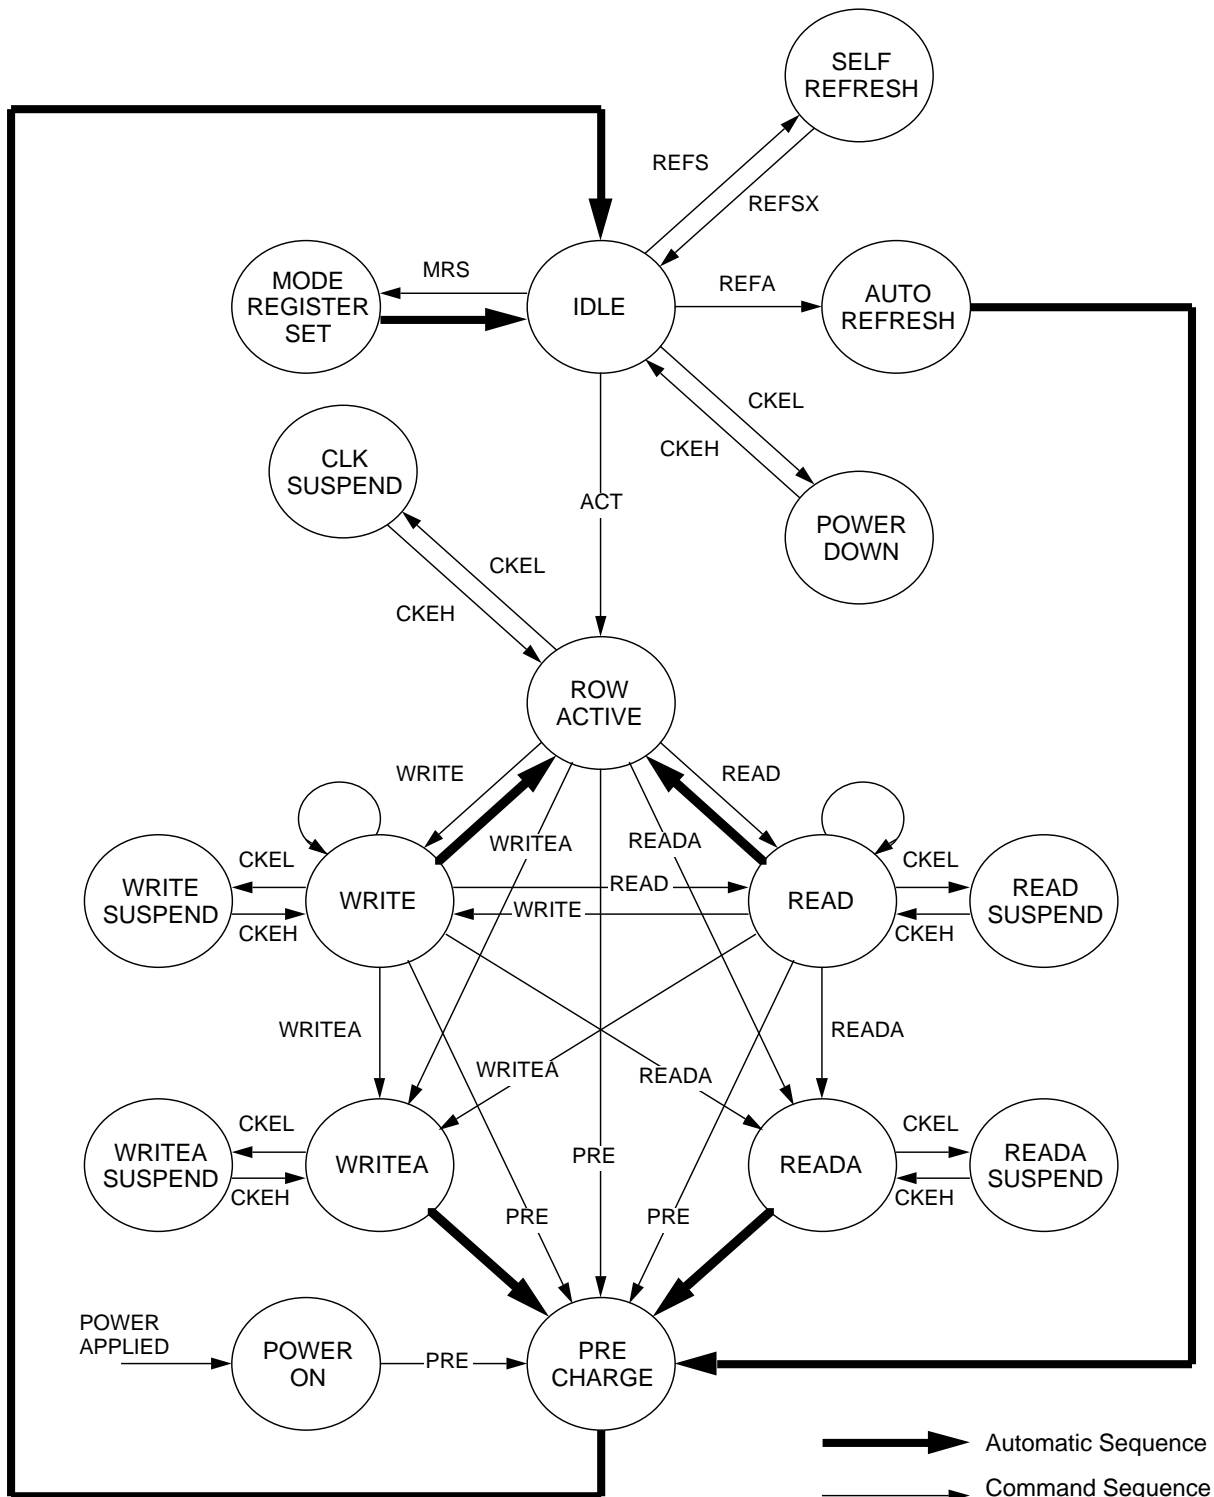 SELF
REFRESH
REFS
REFSX
MODE
REGISTER
SET
MRS
IDLE
REFA
AUTO
REFRESH
CKEL
CKEH
CLK
SUSPEND
ACT
POWER
DOWN
CKEL
CKEH
ROW
ACTIVE
WRITE
READ
WRITEA
READA
CKEL
CKEL
WRITE
SUSPEND
WRITE
READ
WRITE
READ
READ
SUSPEND
CKEH
CKEH
WRITEA
READA
WRITEA
READA
CKEL
CKEL
WRITEA
SUSPEND
WRITEA
PRE
READA
READA
SUSPEND
CKEH
CKEH
PRE
PRE
POWER
APPLIED
POWER
ON
PRE
PRE
CHARGE
Automatic Sequence
Command Sequence